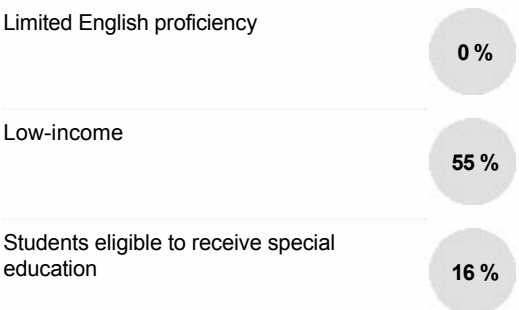 Limited English proficiency
0 %
Low-income
55 %
Students eligible to receive special
education
16 %